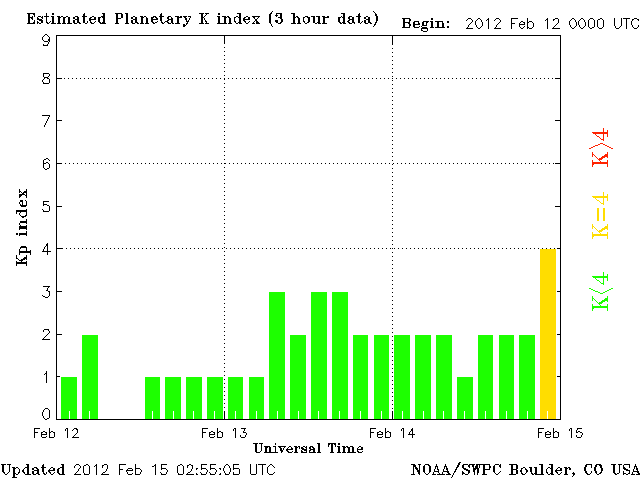 Estimated Planetary K index (3 hour data) Begin: 2012 Feb 12 0000 UTC
9
8
7
6
5
4
3
2
1
0
Kp index
K>4
K=4
K<4
Feb 12 Feb 13 Feb 14 Feb 15
Universal Time
Updated 2012 Feb 15 02:55:05 UTC NOAA/SWPC Boulder, CO USA